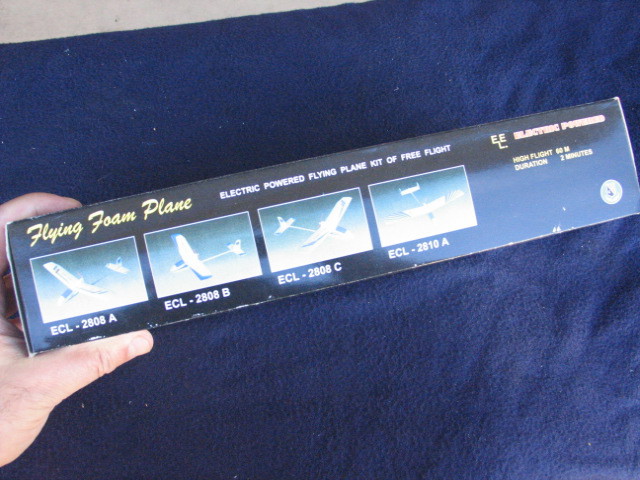 Flying Foam Plane
ELECTRIC POWERED FLYING PLANE KIT OF FREE FLIGHT
ECL - 2808 A
ECL - 2808 B
ECL - 2808 C
ECL - 2810 A
ELECTRIC POWERED
HIGH FLIGHT 60 M
DURATION 2 MINUTES